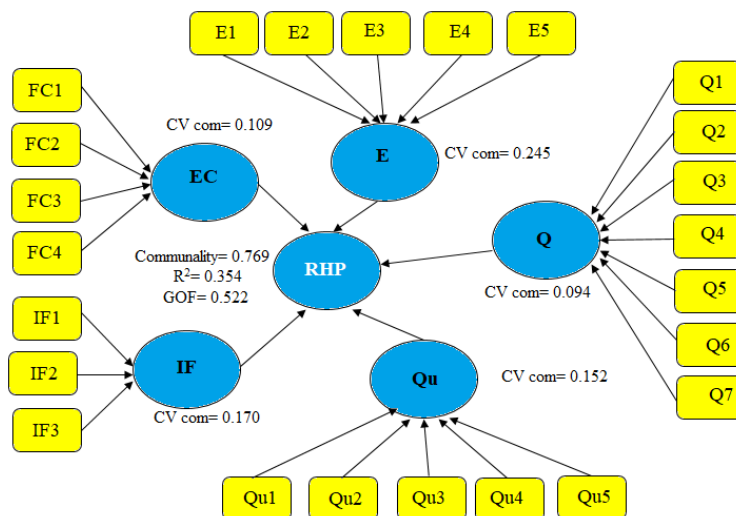 E1
E2
E3
E4
E5
FC1
FC2
FC3
FC4
CV com= 0.109
EC
E
CV com= 0.245
Q1
Q2
Q3
Q4
Q5
Q6
Q7
Q
CV com= 0.094
Communality= 0.769
R²= 0.354
GOF= 0.522
RHP
IF1
IF2
IF3
IF
CV com= 0.170
Qu
CV com= 0.152
Qu1
Qu2
Qu3
Qu4
Qu5